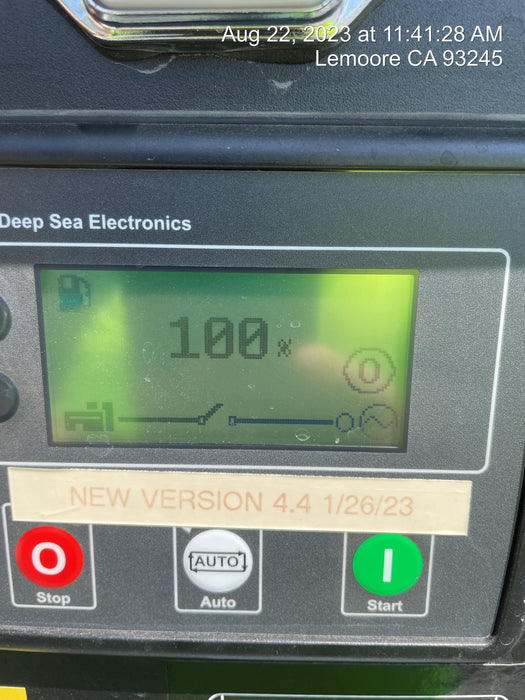 Aug 22, 2023 at 11:41:28 AM
Lemoore CA 93245
Deep Sea Electronics
100%
0
NEW VERSION 4.4 1/26/23
O
AUTO
I
Stop
Auto
Start